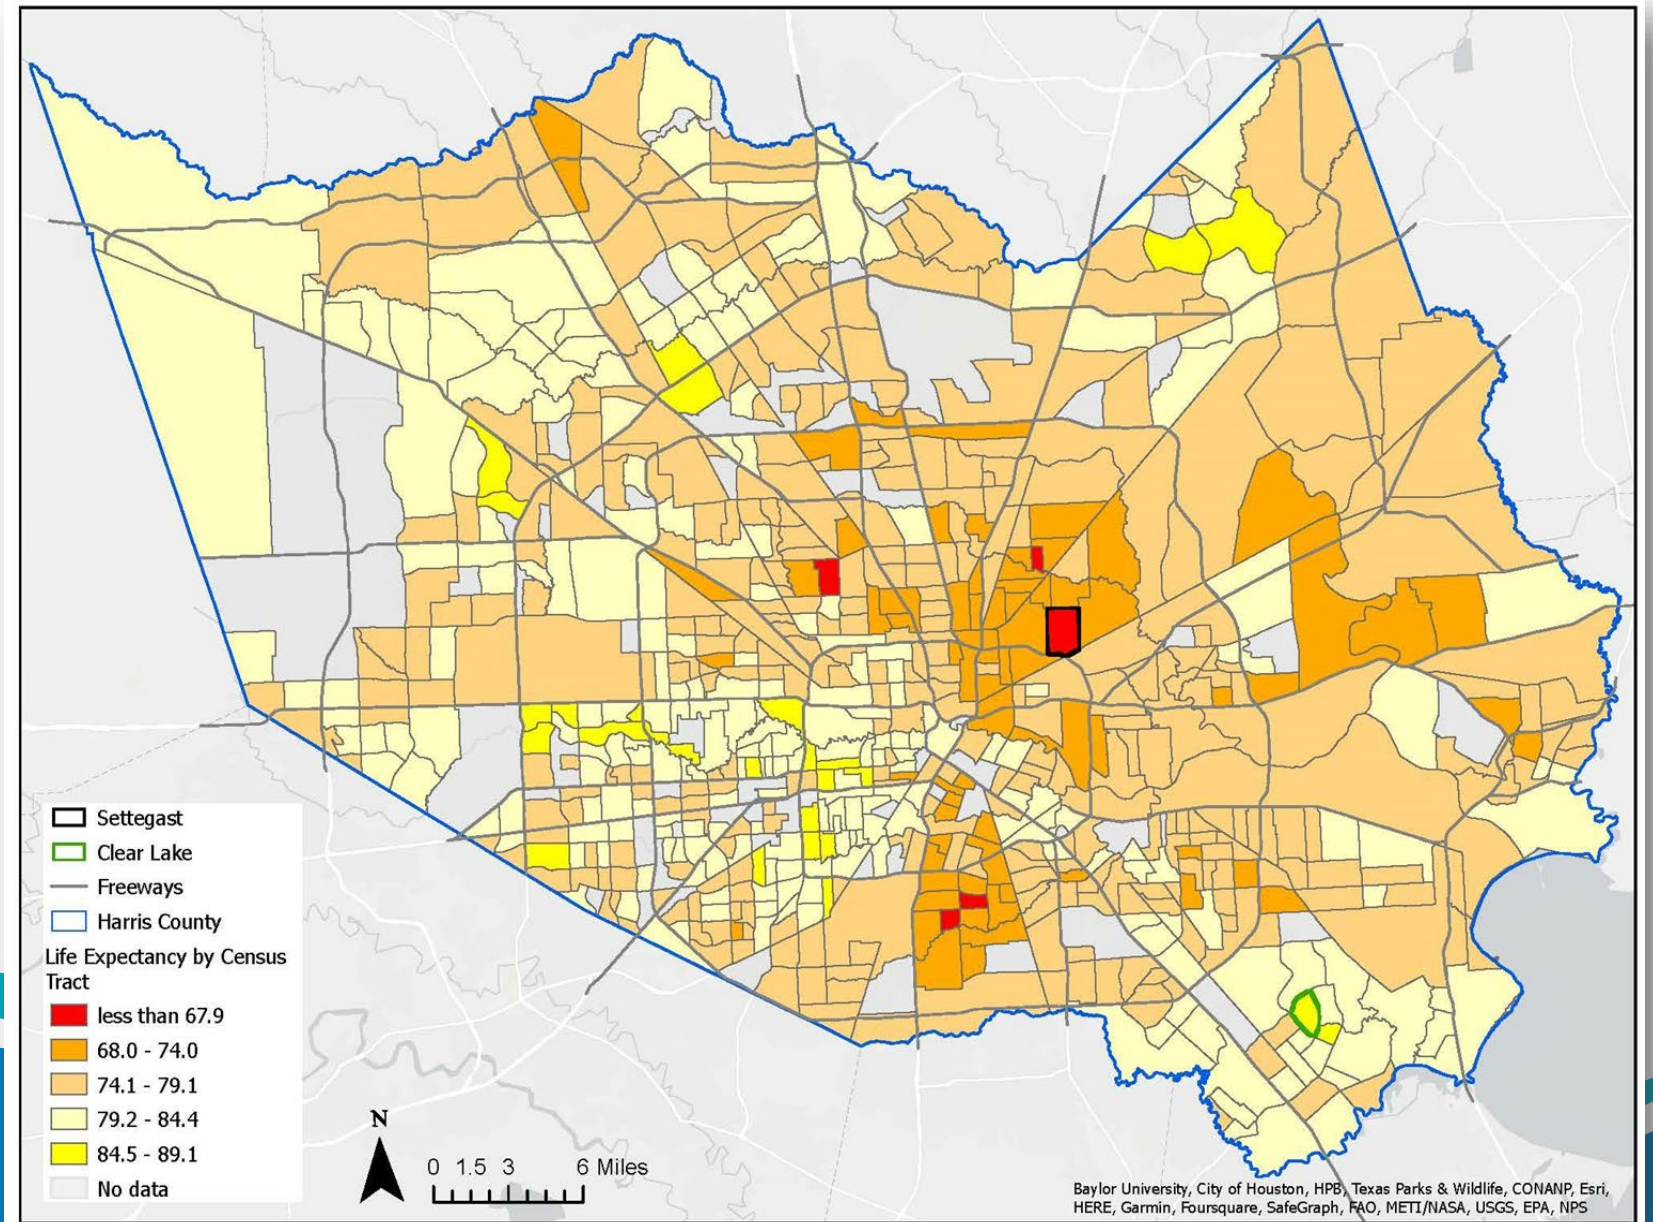 Settegast
Clear Lake
Freeways
Harris County
Life Expectancy by Census
Tract
less than 67.9
68.0 - 74.0
74.1 - 79.1
79.2 - 84.4
84.5 - 89.1
No data
N
0 1.5 3 6 Miles
Baylor University, City of Houston, HPB, Texas Parks & Wildlife, CONANP, Esri,
HERE, Garmin, Foursquare, SafeGraph, FAO, METI/NASA, USGS, EPA, NPS